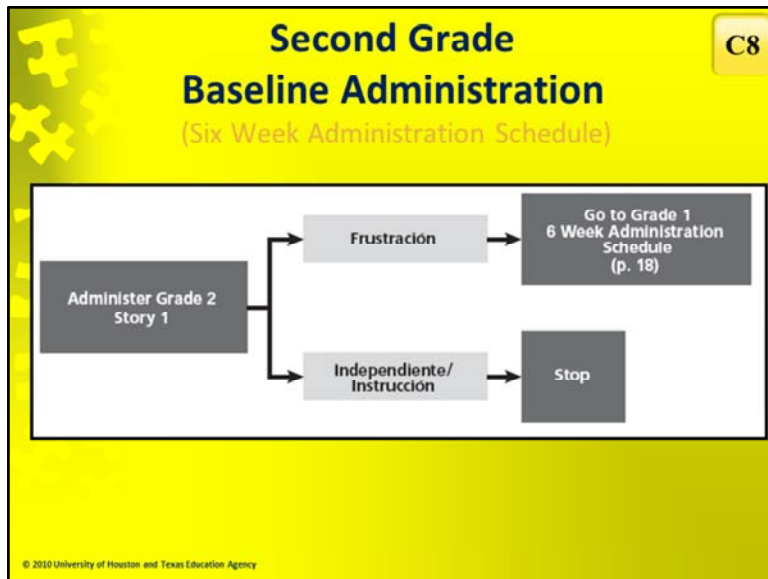 Second Grade
Baseline Administration
(Six Week Administration Schedule)
C8
Administer Grade 2
Story 1
Frustración
Go to Grade 1
6 Week Administration
Schedule
(p. 18)
Independiente/
Instrucción
Stop
© 2010 University of Houston and Texas Education Agency